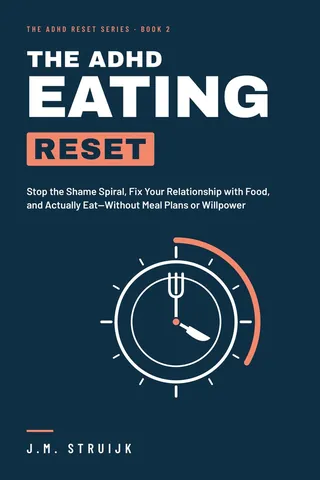 THE ADHD RESET SERIES · BOOK 2
THE ADHD
EATING
RESET
Stop the Shame Spiral, Fix Your Relationship with Food,
and Actually Eat—Without Meal Plans or Willpower
J.M. STRUIJK